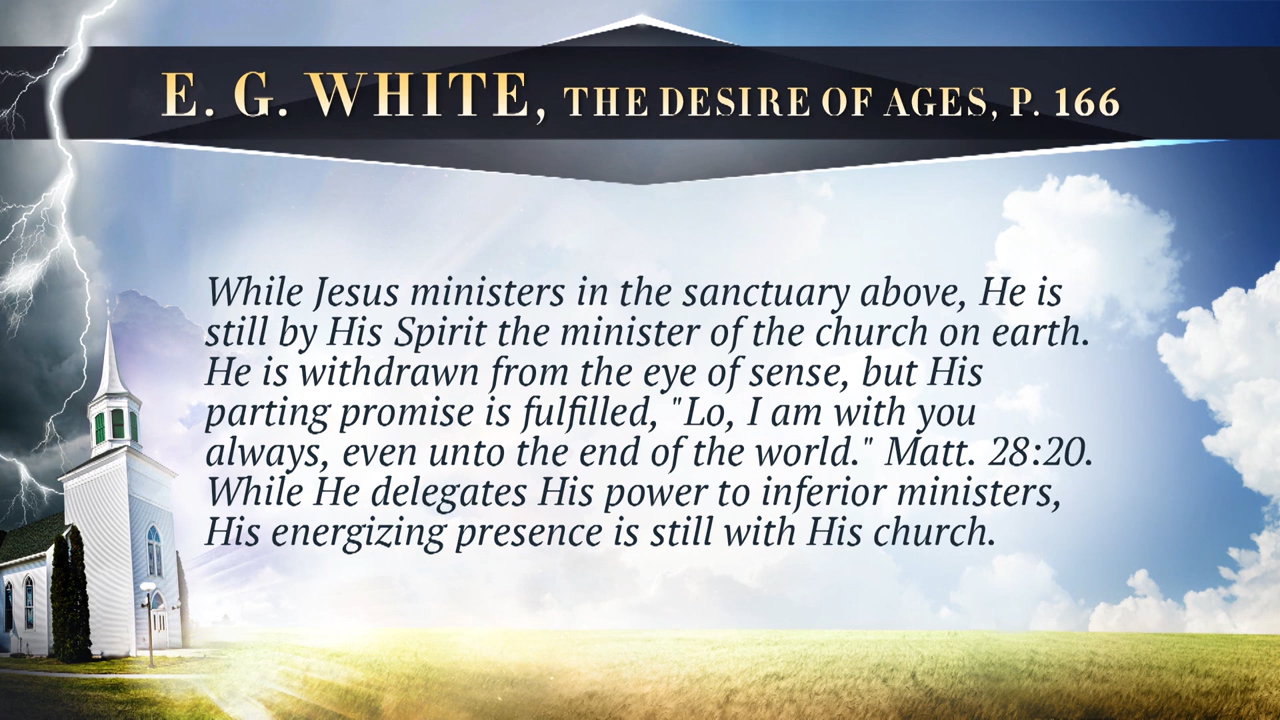 E. G. WHITE, THE DESIRE OF AGES, P. 166
While Jesus ministers in the sanctuary above, He is
still by His Spirit the minister of the church on earth.
He is withdrawn from the eye of sense, but His
parting promise is fulfilled, "Lo, I am with you
always, even unto the end of the world." Matt. 28:20.
While He delegates His power to inferior ministers,
His energizing presence is still with His church.